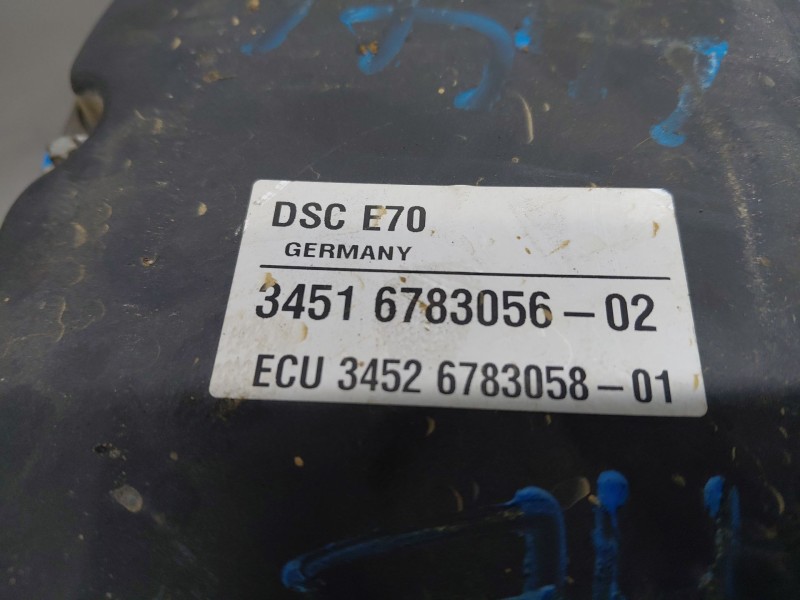 DSC E70
GERMANY
3451 6783056-02
ECU 3452 6783058-01